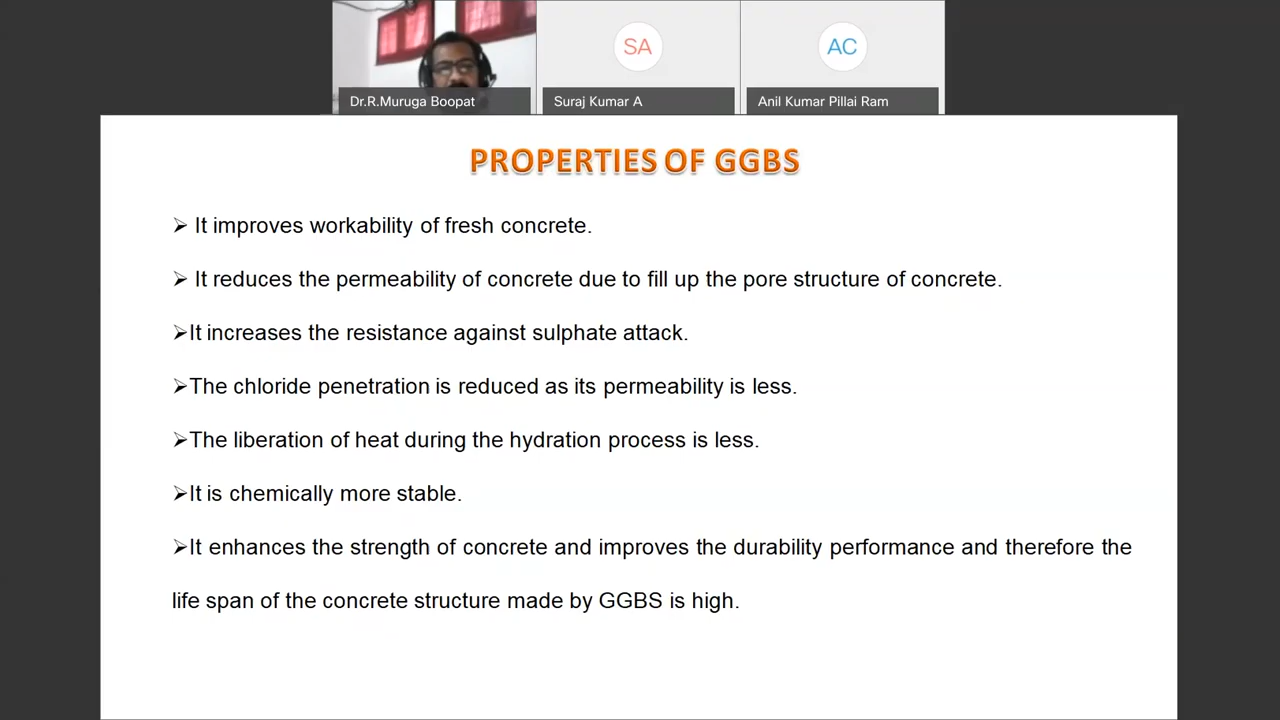 Dr.R.Muruga Boopat
SA
Suraj Kumar A
AC
Anil Kumar Pillai Ram
PROPERTIES OF GGBS
➢ It improves workability of fresh concrete.
➢ It reduces the permeability of concrete due to fill up the pore structure of concrete.
➢It increases the resistance against sulphate attack.
➢The chloride penetration is reduced as its permeability is less.
➢The liberation of heat during the hydration process is less.
➢It is chemically more stable.
➢It enhances the strength of concrete and improves the durability performance and therefore the
life span of the concrete structure made by GGBS is high.